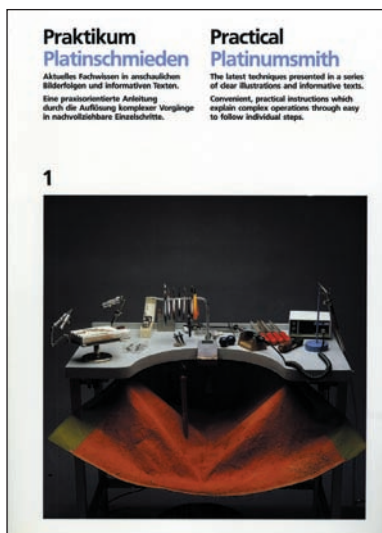 Praktikum
Platinschmieden
Aktuelles Fachwissen in anschaulichen
Bilderfolgen und informativen Texten.
Eine praxisorientierte Anleitung
durch die Auflösung komplexer Vorgänge
in nachvollziehbare Einzelschritte.
Practical
Platinumsmith
The latest techniques presented in a series
of clear illustrations and informative texts.
Convenient, practical instructions which
explain complex operations through easy
to follow individual steps.
1